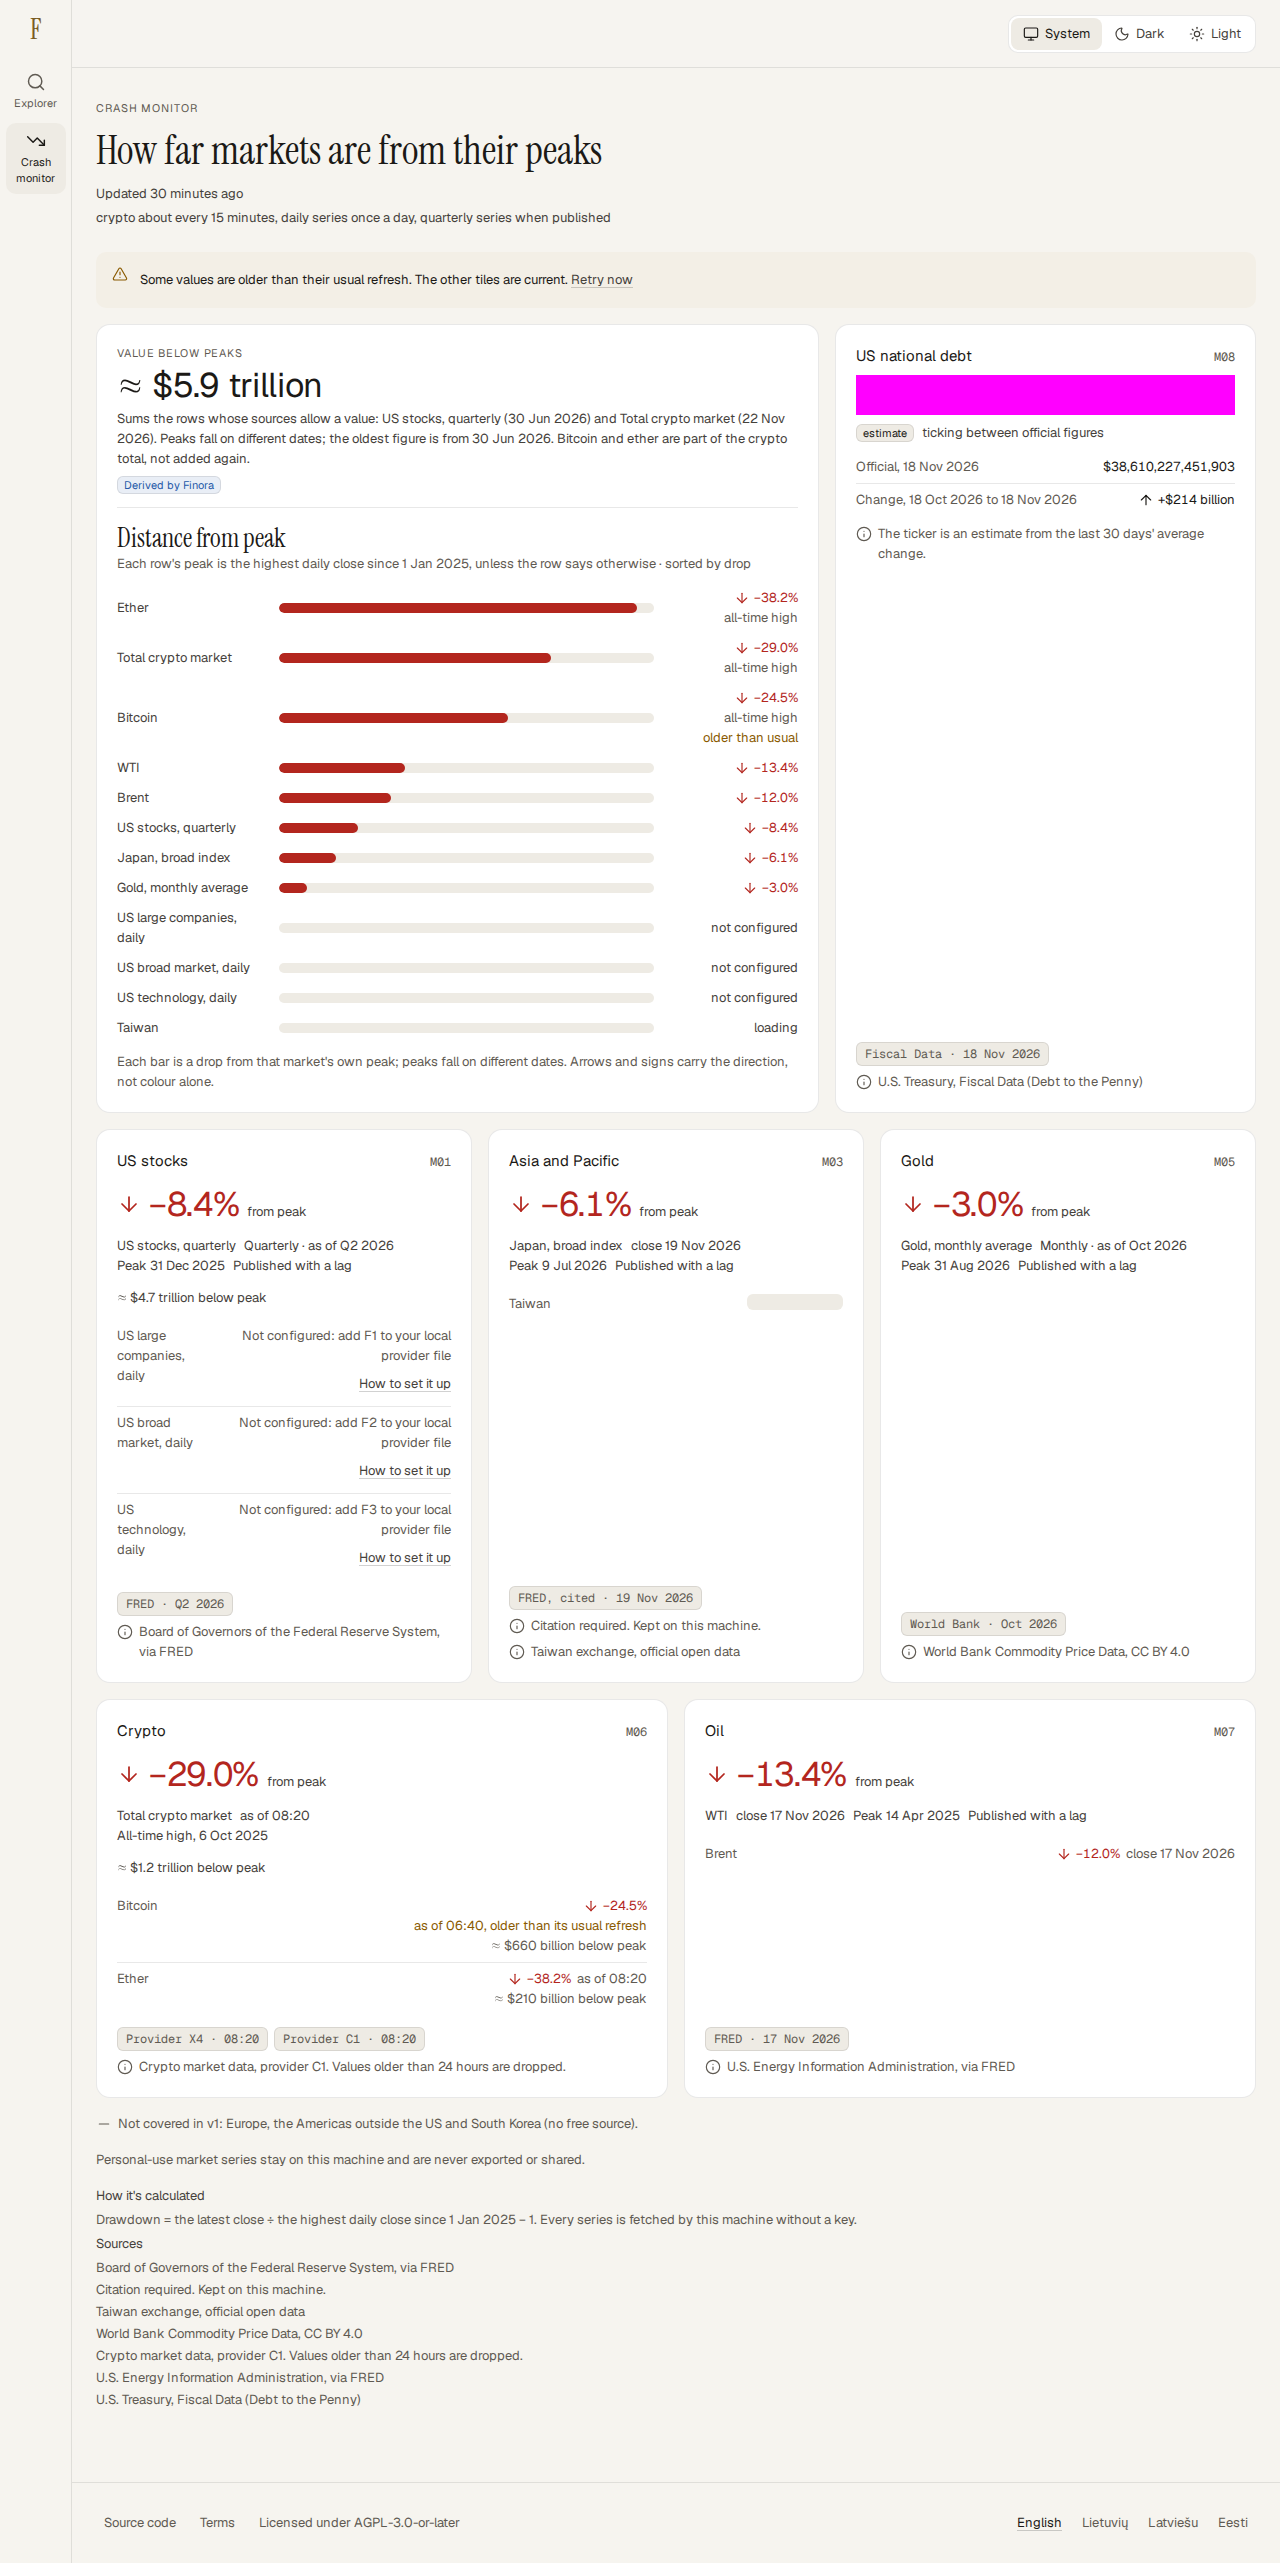 F
Explorer
Crash
monitor
System
Dark
Light
CRASH MONITOR
How far markets are from their peaks
Updated 30 minutes ago
crypto about every 15 minutes, daily series once a day, quarterly series when published
Some values are older than their usual refresh. The other tiles are current. Retry now
VALUE BELOW PEAKS
≈ $5.9 trillion
Sums the rows whose sources allow a value: US stocks, quarterly (30 Jun 2026) and Total crypto market (22 Nov
2026). Peaks fall on different dates; the oldest figure is from 30 Jun 2026. Bitcoin and ether are part of the crypto
total, not added again.
Derived by Finora
Distance from peak
Each row's peak is the highest daily close since 1 Jan 2025, unless the row says otherwise · sorted by drop
Ether
↓ −38.2%
all-time high
Total crypto market
↓ −29.0%
all-time high
Bitcoin
↓ −24.5%
all-time high
older than usual
WTI
↓ −13.4%
Brent
↓ −12.0%
US stocks, quarterly
↓ −8.4%
Japan, broad index
↓ −6.1%
Gold, monthly average
↓ −3.0%
US large companies,
daily
not configured
US broad market, daily
not configured
US technology, daily
not configured
Taiwan
loading
Each bar is a drop from that market's own peak; peaks fall on different dates. Arrows and signs carry the direction,
not colour alone.
US national debt
M08
estimate ticking between official figures
Official, 18 Nov 2026
$38,610,227,451,903
Change, 18 Oct 2026 to 18 Nov 2026
↑ +$214 billion
The ticker is an estimate from the last 30 days' average
change.
Fiscal Data · 18 Nov 2026
U.S. Treasury, Fiscal Data (Debt to the Penny)
US stocks
M01
↓ −8.4% from peak
US stocks, quarterly Quarterly · as of Q2 2026
Peak 31 Dec 2025 Published with a lag
≈ $4.7 trillion below peak
US large
companies,
daily
Not configured: add F1 to your local
provider file
How to set it up
US broad
market, daily
Not configured: add F2 to your local
provider file
How to set it up
US
technology,
daily
Not configured: add F3 to your local
provider file
How to set it up
FRED · Q2 2026
Board of Governors of the Federal Reserve System,
via FRED
Asia and Pacific
M03
↓ −6.1% from peak
Japan, broad index close 19 Nov 2026
Peak 9 Jul 2026 Published with a lag
Taiwan
FRED, cited · 19 Nov 2026
Citation required. Kept on this machine.
Taiwan exchange, official open data
Gold
M05
↓ −3.0% from peak
Gold, monthly average Monthly · as of Oct 2026
Peak 31 Aug 2026 Published with a lag
World Bank · Oct 2026
World Bank Commodity Price Data, CC BY 4.0
Crypto
M06
↓ −29.0% from peak
Total crypto market as of 08:20
All-time high, 6 Oct 2025
≈ $1.2 trillion below peak
Bitcoin
↓ −24.5%
as of 06:40, older than its usual refresh
≈ $660 billion below peak
Ether
↓ −38.2% as of 08:20
≈ $210 billion below peak
Provider X4 · 08:20
Provider C1 · 08:20
Crypto market data, provider C1. Values older than 24 hours are dropped.
Oil
M07
↓ −13.4% from peak
WTI close 17 Nov 2026 Peak 14 Apr 2025 Published with a lag
Brent
↓ −12.0% close 17 Nov 2026
FRED · 17 Nov 2026
U.S. Energy Information Administration, via FRED
— Not covered in v1: Europe, the Americas outside the US and South Korea (no free source).
Personal-use market series stay on this machine and are never exported or shared.
How it's calculated
Drawdown = the latest close ÷ the highest daily close since 1 Jan 2025 − 1. Every series is fetched by this machine without a key.
Sources
Board of Governors of the Federal Reserve System, via FRED
Citation required. Kept on this machine.
Taiwan exchange, official open data
World Bank Commodity Price Data, CC BY 4.0
Crypto market data, provider C1. Values older than 24 hours are dropped.
U.S. Energy Information Administration, via FRED
U.S. Treasury, Fiscal Data (Debt to the Penny)
Source code
Terms
Licensed under AGPL-3.0-or-later
English
Lietuvių
Latviešu
Eesti